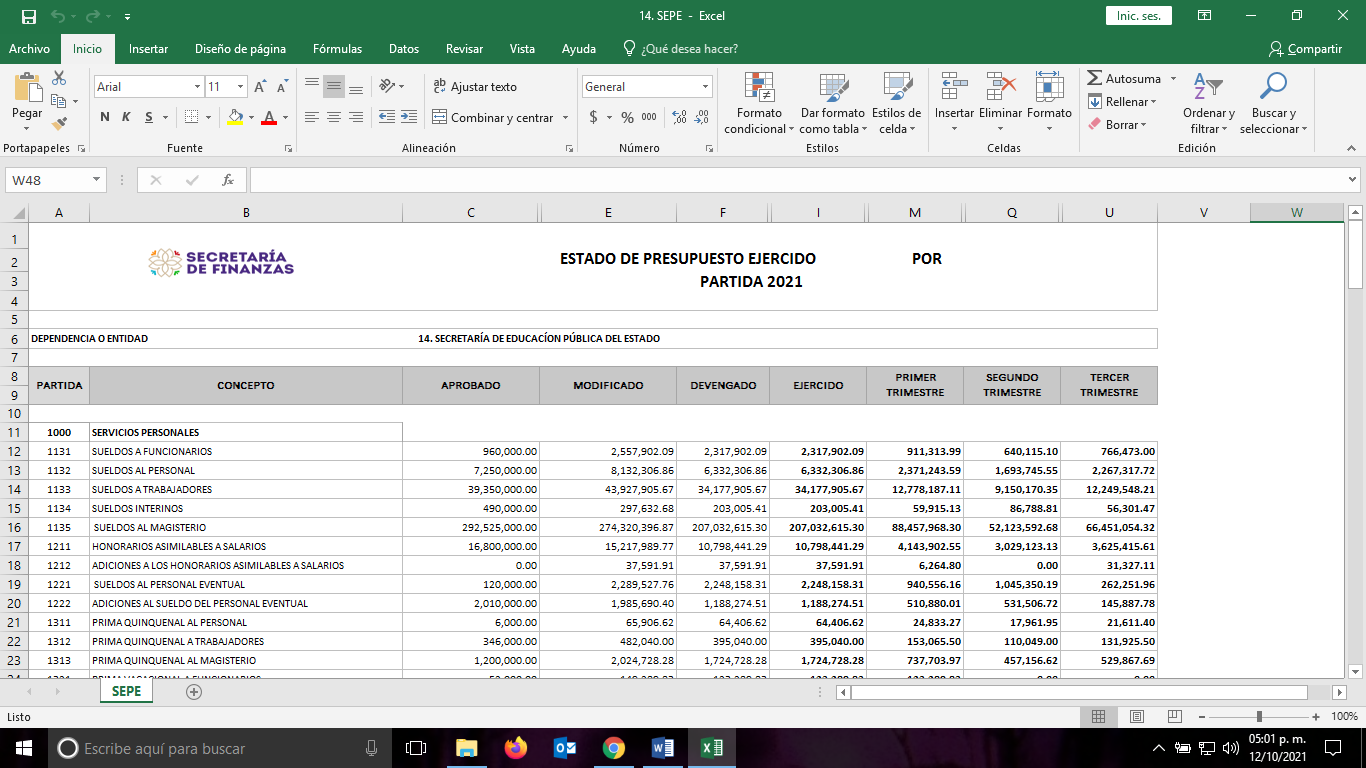 14. SEPE - Excel
Inic. ses.
Archivo Inicio Insertar Diseño de página Fórmulas Datos Revisar Vista Ayuda ¿Qué desea hacer? Compartir
Pegar
Arial 11
N K S
Ajustar texto
Combinar y centrar
General
$ % 000
Formato condicional
Dar formato como tabla
Estilos de celda
Insertar
Eliminar
Formato
Autosuma
Rellenar
Borrar
Ordenar y filtrar
Buscar y seleccionar
Portapapeles Fuente Alineación Número Estilos Celdas Edición
W48 fx
A B C E F I M Q U V W
1
2
3
4
5
6
7
8
9
10
SECRETARÍA
DE FINANZAS
ESTADO DE PRESUPUESTO EJERCIDO POR
PARTIDA 2021
DEPENDENCIA O ENTIDAD 14. SECRETARÍA DE EDUCACÍON PÚBLICA DEL ESTADO
PARTIDA CONCEPTO APROBADO MODIFICADO DEVENGADO EJERCIDO PRIMER TRIMESTRE SEGUNDO TRIMESTRE TERCER TRIMESTRE
11 1000 SERVICIOS PERSONALES
12 1131 SUELDOS A FUNCIONARIOS 960,000.00 2,557,902.09 2,317,902.09 2,317,902.09 911,313.99 640,115.10 766,473.00
13 1132 SUELDOS AL PERSONAL 7,250,000.00 8,132,306.86 6,332,306.86 6,332,306.86 2,371,243.59 1,693,745.55 2,267,317.72
14 1133 SUELDOS A TRABAJADORES 39,350,000.00 43,927,905.67 34,177,905.67 34,177,905.67 12,778,187.11 9,150,170.35 12,249,548.21
15 1134 SUELDOS INTERINOS 490,000.00 297,632.68 203,005.41 203,005.41 59,915.13 86,788.81 56,301.47
16 1135 SUELDOS AL MAGISTERIO 292,525,000.00 274,320,396.87 207,032,615.30 207,032,615.30 88,457,968.30 52,123,592.68 66,451,054.32
17 1211 HONORARIOS ASIMILABLES A SALARIOS 16,800,000.00 15,217,989.77 10,798,441.29 10,798,441.29 4,143,902.55 3,029,123.13 3,625,415.61
18 1212 ADICIONES A LOS HONORARIOS ASIMILABLES A SALARIOS 0.00 37,591.91 37,591.91 37,591.91 6,264.80 0.00 31,327.11
19 1221 SUELDOS AL PERSONAL EVENTUAL 120,000.00 2,289,527.76 2,248,158.31 2,248,158.31 940,556.16 1,045,350.19 262,251.96
20 1222 ADICIONES AL SUELDO DEL PERSONAL EVENTUAL 2,010,000.00 1,985,690.40 1,188,274.51 1,188,274.51 510,880.01 531,506.72 145,887.78
21 1311 PRIMA QUINQUENAL AL PERSONAL 6,000.00 65,906.62 64,406.62 64,406.62 24,833.27 17,961.95 21,611.40
22 1312 PRIMA QUINQUENAL A TRABAJADORES 346,000.00 482,040.00 395,040.00 395,040.00 153,065.50 110,049.00 131,925.50
23 1313 PRIMA QUINQUENAL AL MAGISTERIO 1,200,000.00 2,024,728.28 1,724,728.28 1,724,728.28 737,703.97 457,156.62 529,867.69
SEPE
Listo 100%
Escribe aquí para buscar
05:01 p. m.
12/10/2021